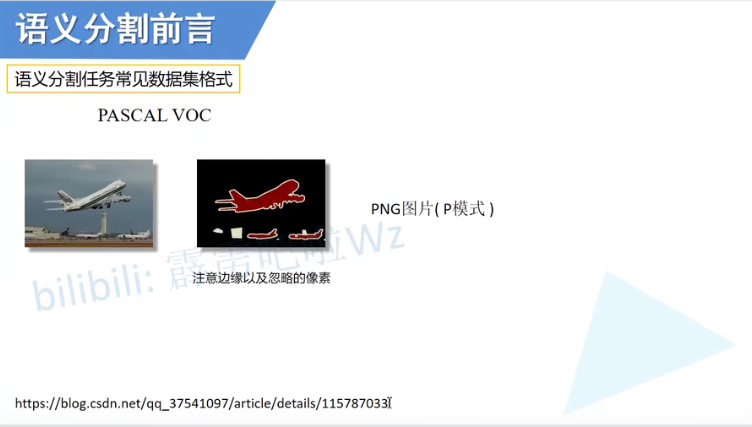 语义分割前言
语义分割任务常见数据集格式
PASCAL VOC
PNG图片( P模式 )
bilibili: 霹雳吧啦Wz
注意边缘以及忽略的像素
https://blog.csdn.net/qq_37541097/article/details/115787033